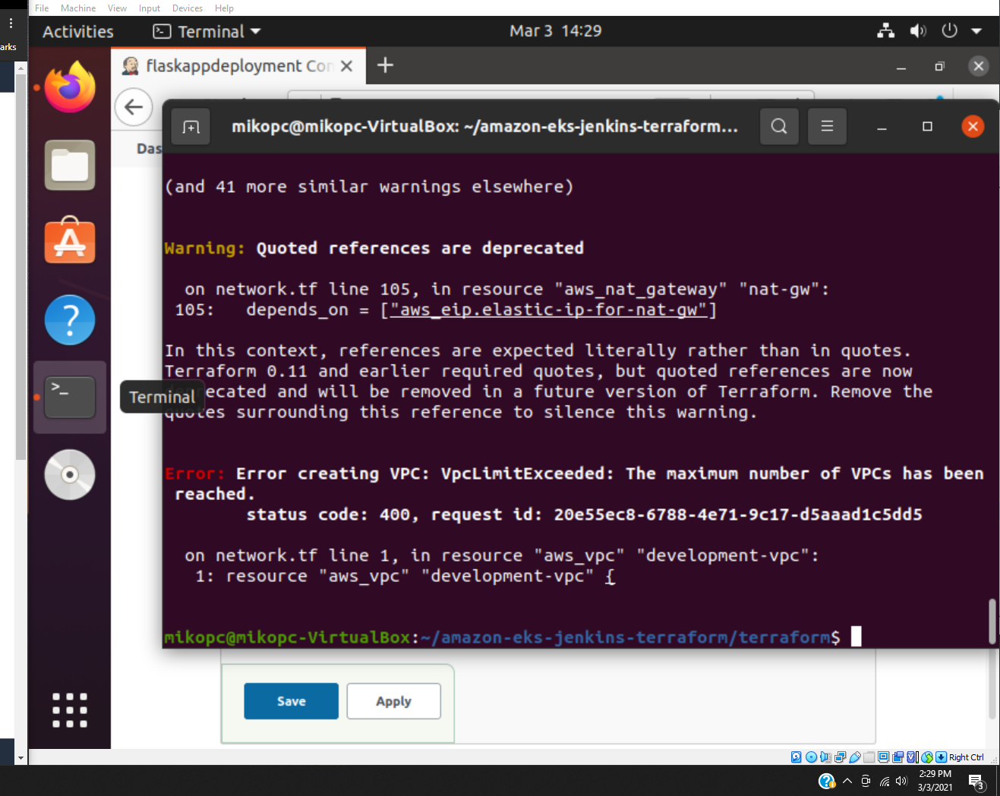 File Machine View Input Devices Help
Activities Terminal Mar 3 14:29
arks
flaskappdeployment Con
mikopc@mikopc-VirtualBox: ~/amazon-eks-jenkins-terraform...
Das
(and 41 more similar warnings elsewhere)
Warning: Quoted references are deprecated
on network.tf line 105, in resource "aws_nat_gateway" "nat-gw":
105: depends_on = ["aws_eip.elastic-ip-for-nat-gw"]
In this context, references are expected literally rather than in quotes.
Terraform 0.11 and earlier required quotes, but quoted references are now
deprecated and will be removed in a future version of Terraform. Remove the
Terminal
quotes surrounding this reference to silence this warning.
Error: Error creating VPC: VpcLimitExceeded: The maximum number of VPCs has been
reached.
status code: 400, request id: 20e55ec8-6788-4e71-9c17-d5aaad1c5dd5
on network.tf line 1, in resource "aws_vpc" "development-vpc":
1: resource "aws_vpc" "development-vpc" {
mikopc@mikopc-VirtualBox:~/amazon-eks-jenkins-terraform/terraform$
Save Apply
Right Ctrl
2:29 PM
3/3/2021
3